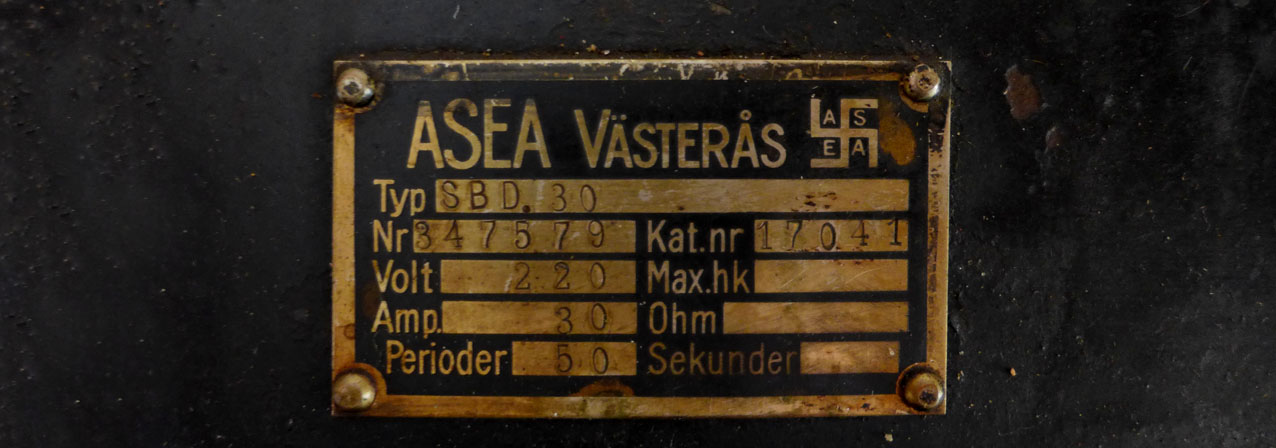 ASEA VÄSTERÅS A S E A
Typ SBD. 30
Nr 347579 Kat.nr 17041
Volt 220 Max.hk
Amp. 30 Ohm
Perioder 50 Sekunder